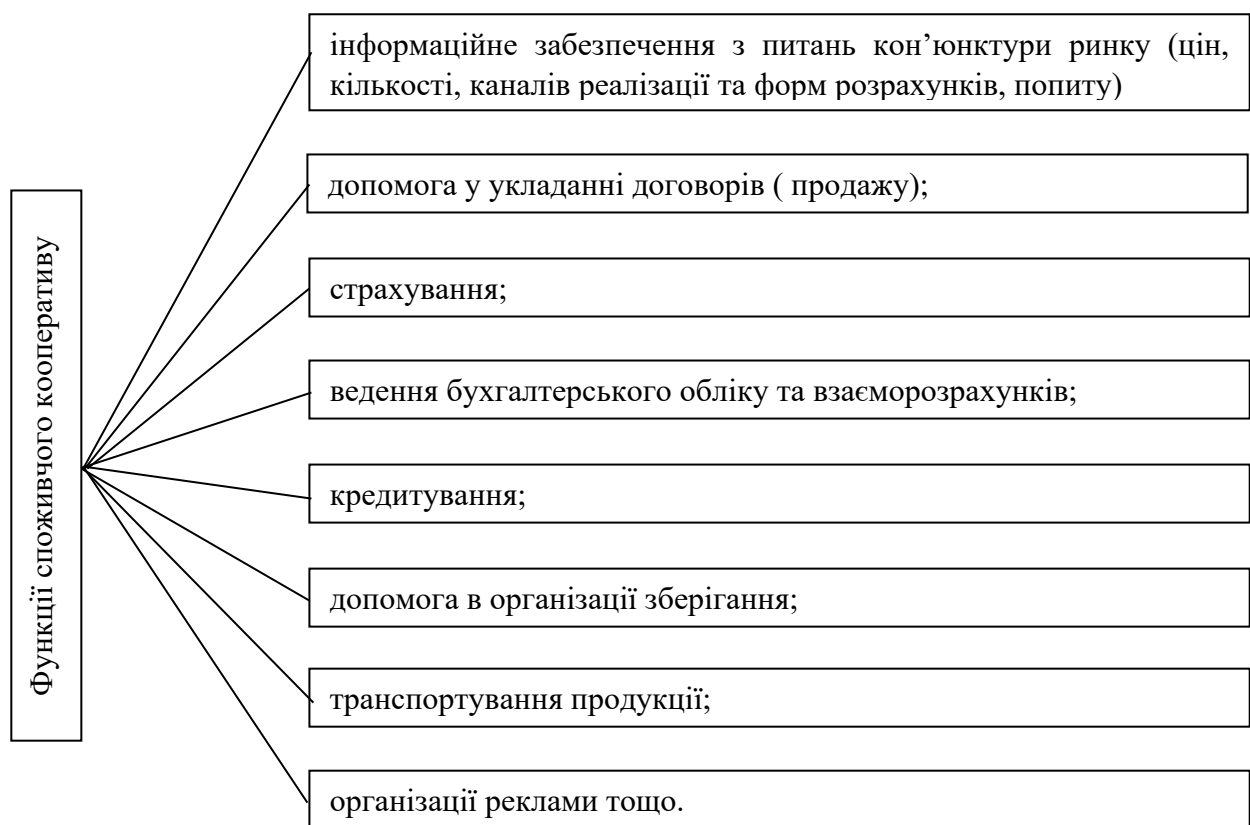 Функції споживчого кооперативу
інформаційне забезпечення з питань кон’юнктури ринку (цін,
кількості, каналів реалізації та форм розрахунків, попиту)
допомога у укладанні договорів ( продажу);
страхування;
ведення бухгалтерського обліку та взаєморозрахунків;
кредитування;
допомога в організації зберігання;
транспортування продукції;
організації реклами тощо.